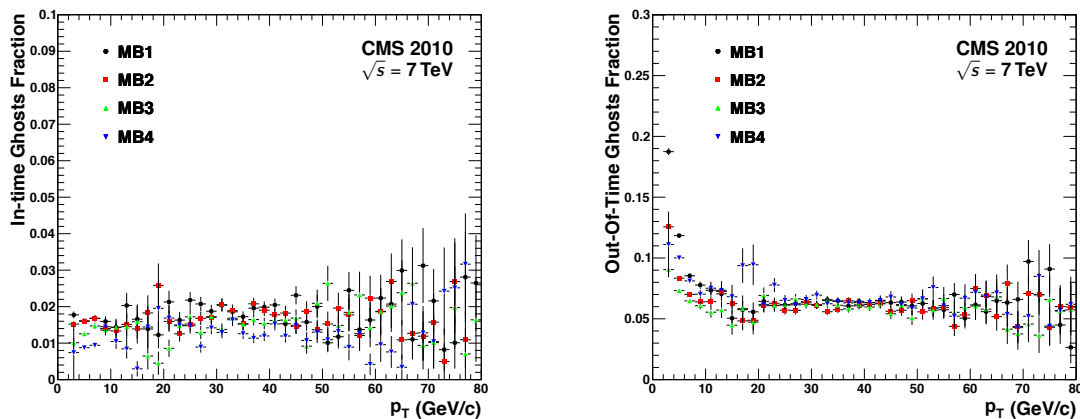 In-time Ghosts Fraction
0.1
0.09
0.08
0.07
0.06
0.05
0.04
0.03
0.02
0.01
0
MB1
MB2
MB3
MB4
CMS 2010
√s = 7 TeV
0 10 20 30 40 50 60 70 80
p_T (GeV/c)
Out-Of-Time Ghosts Fraction
0.3
0.25
0.2
0.15
0.1
0.05
0
MB1
MB2
MB3
MB4
CMS 2010
√s = 7 TeV
0 10 20 30 40 50 60 70 80
p_T (GeV/c)